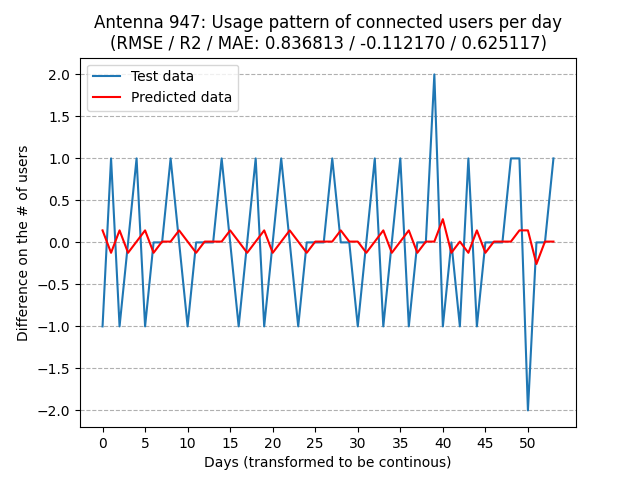 Antenna 947: Usage pattern of connected users per day
(RMSE / R2 / MAE: 0.836813 / -0.112170 / 0.625117)
Test data
Predicted data
Difference on the # of users
2.0
1.5
1.0
0.5
0.0
−0.5
−1.0
−1.5
−2.0
0 5 10 15 20 25 30 35 40 45 50
Days (transformed to be continous)